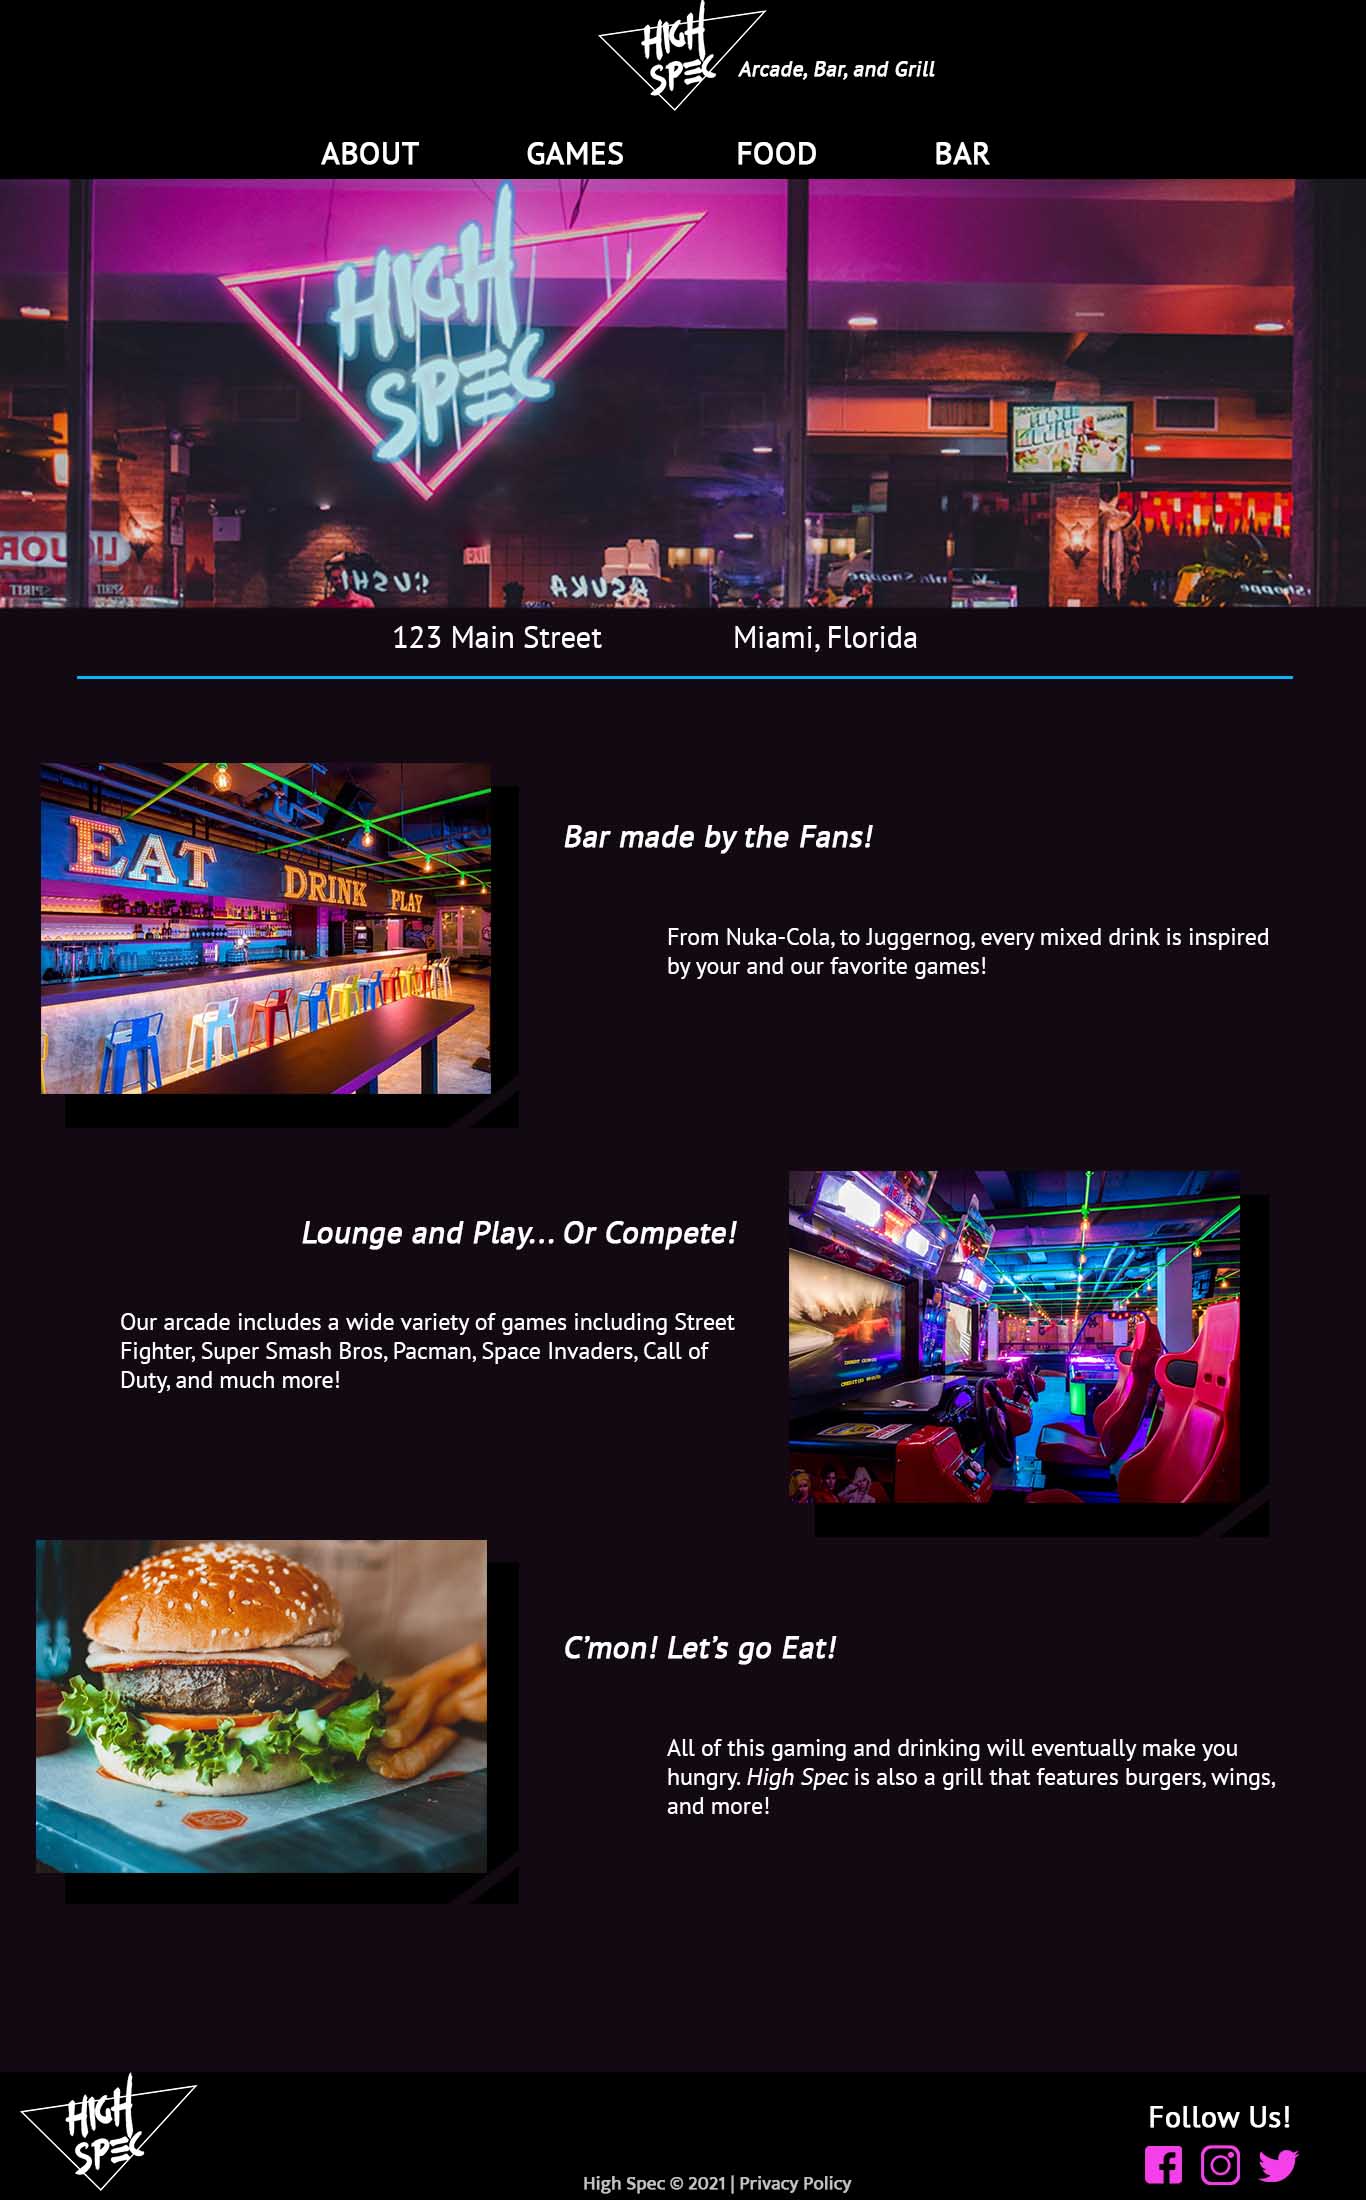 HIGH
SPEC
Arcade, Bar, and Grill
ABOUT GAMES FOOD BAR
HIGH
SPEC
EXIT
SUSHI
ASUKA
SPIRIT
123 Main Street Miami, Florida
EAT
DRINK
PLAY
Bar made by the Fans!
From Nuka-Cola, to Juggernog, every mixed drink is inspired
by your and our favorite games!
Lounge and Play... Or Compete!
Our arcade includes a wide variety of games including Street
Fighter, Super Smash Bros, Pacman, Space Invaders, Call of
Duty, and much more!
C’mon! Let’s go Eat!
All of this gaming and drinking will eventually make you
hungry. High Spec is also a grill that features burgers, wings,
and more!
HIGH
SPEC
Follow Us!
High Spec © 2021 | Privacy Policy